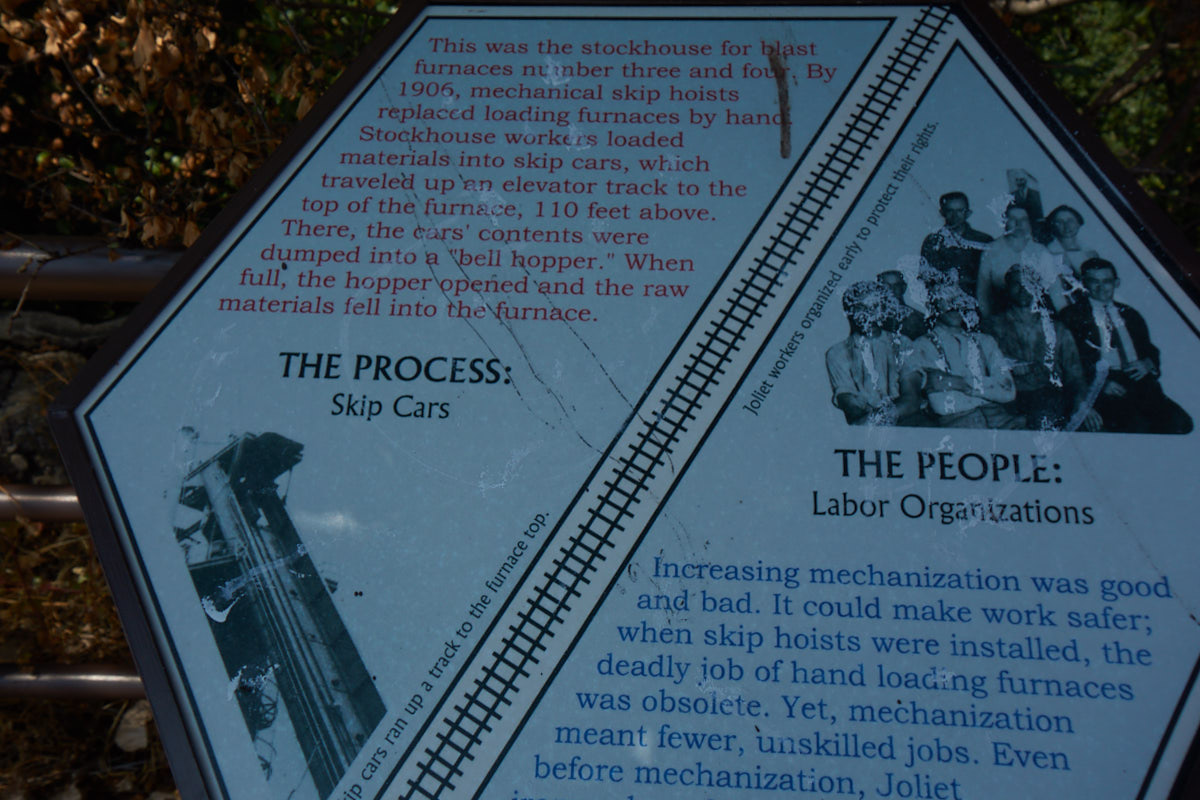 This was the stockhouse for blast
furnaces number three and four. By
1906, mechanical skip hoists
replaced loading furnaces by hand.
Stockhouse workers loaded
materials into skip cars, which
traveled up an elevator track to the
top of the furnace, 110 feet above.
There, the cars' contents were
dumped into a "bell hopper." When
full, the hopper opened and the raw
materials fell into the furnace.
THE PROCESS:
Skip Cars
cars ran up a track to the furnace top.
Joliet workers organized early to protect their rights.
THE PEOPLE:
Labor Organizations
Increasing mechanization was good
and bad. It could make work safer;
when skip hoists were installed, the
deadly job of hand loading furnaces
was obsolete. Yet, mechanization
meant fewer, unskilled jobs. Even
before mechanization, Joliet